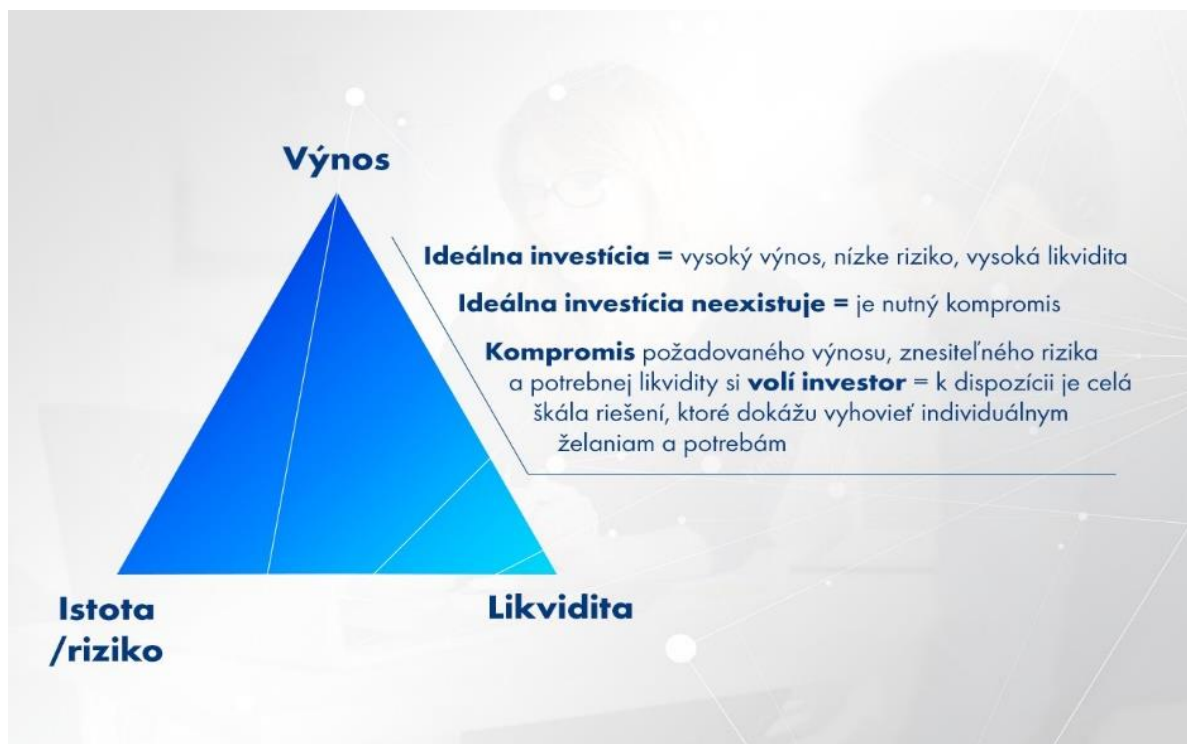 Výnos
Ideálna investícia = vysoký výnos, nízke riziko, vysoká likvidita
Ideálna investícia neexistuje = je nutný kompromis
Kompromis požadovaného výnosu, znesiteľného rizika
a potrebnej likvidity si volí investor = k dispozícii je celá
škála riešení, ktoré dokážu vyhovieť individuálnym
želaniam a potrebám
Istota
/riziko
Likvidita